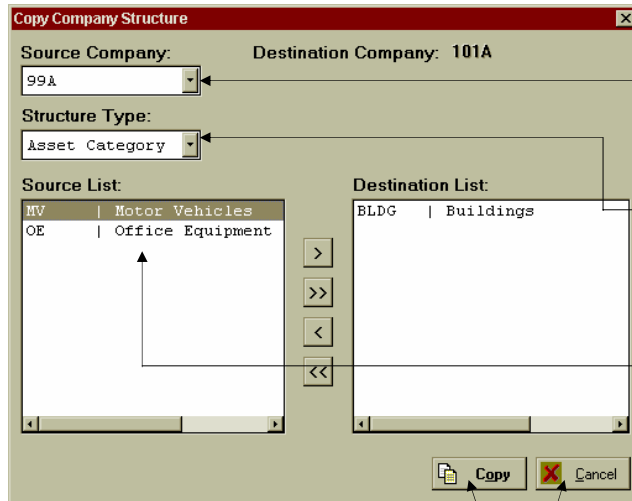 Copy Company Structure
Source Company: Destination Company: 101A
99A
Structure Type:
Asset Category
Source List: Destination List:
MV | Motor Vehicles BLDG | Buildings
OE | Office Equipment
>
>>
<
<<
Copy Cancel